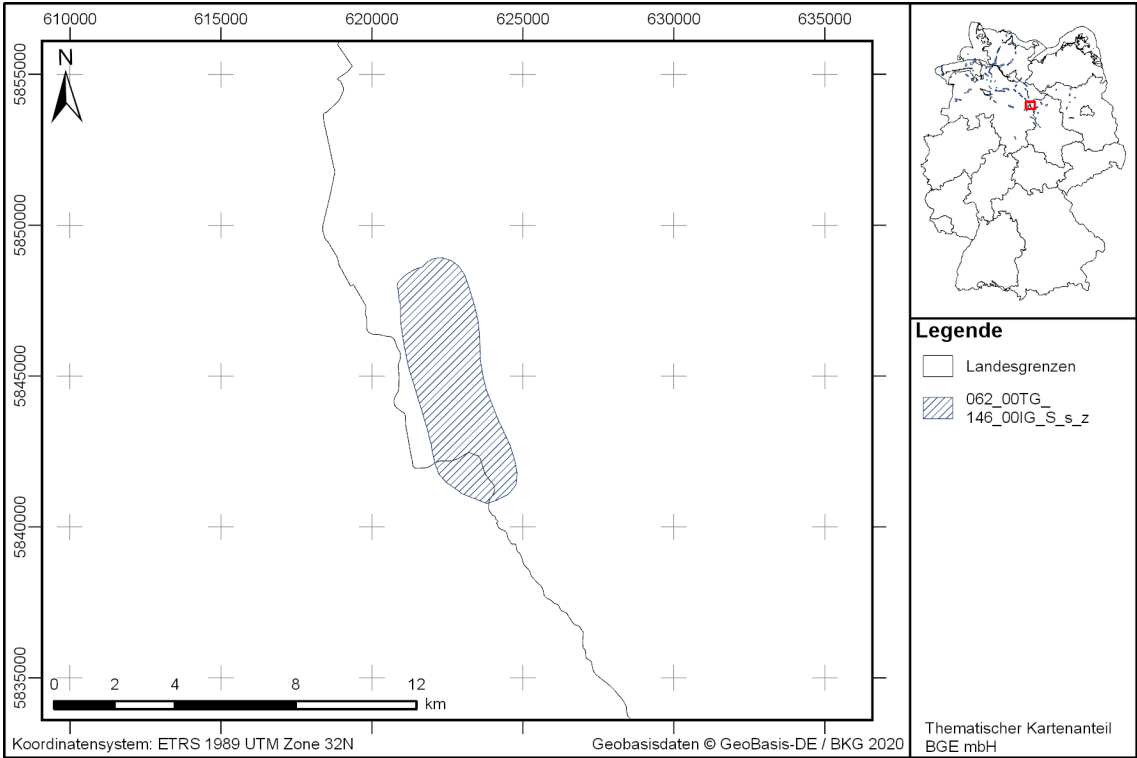 610000 615000 620000 625000 630000 635000
5855000
5850000
5845000
5840000
5835000
N
0 2 4 8 12
km
Koordinatensystem: ETRS 1989 UTM Zone 32N
Geobasisdaten © GeoBasis-DE / BKG 2020
Legende
Landesgrenzen
062_00TG_
146_00IG_S_s_z
Thematischer Kartenanteil
BGE mbH